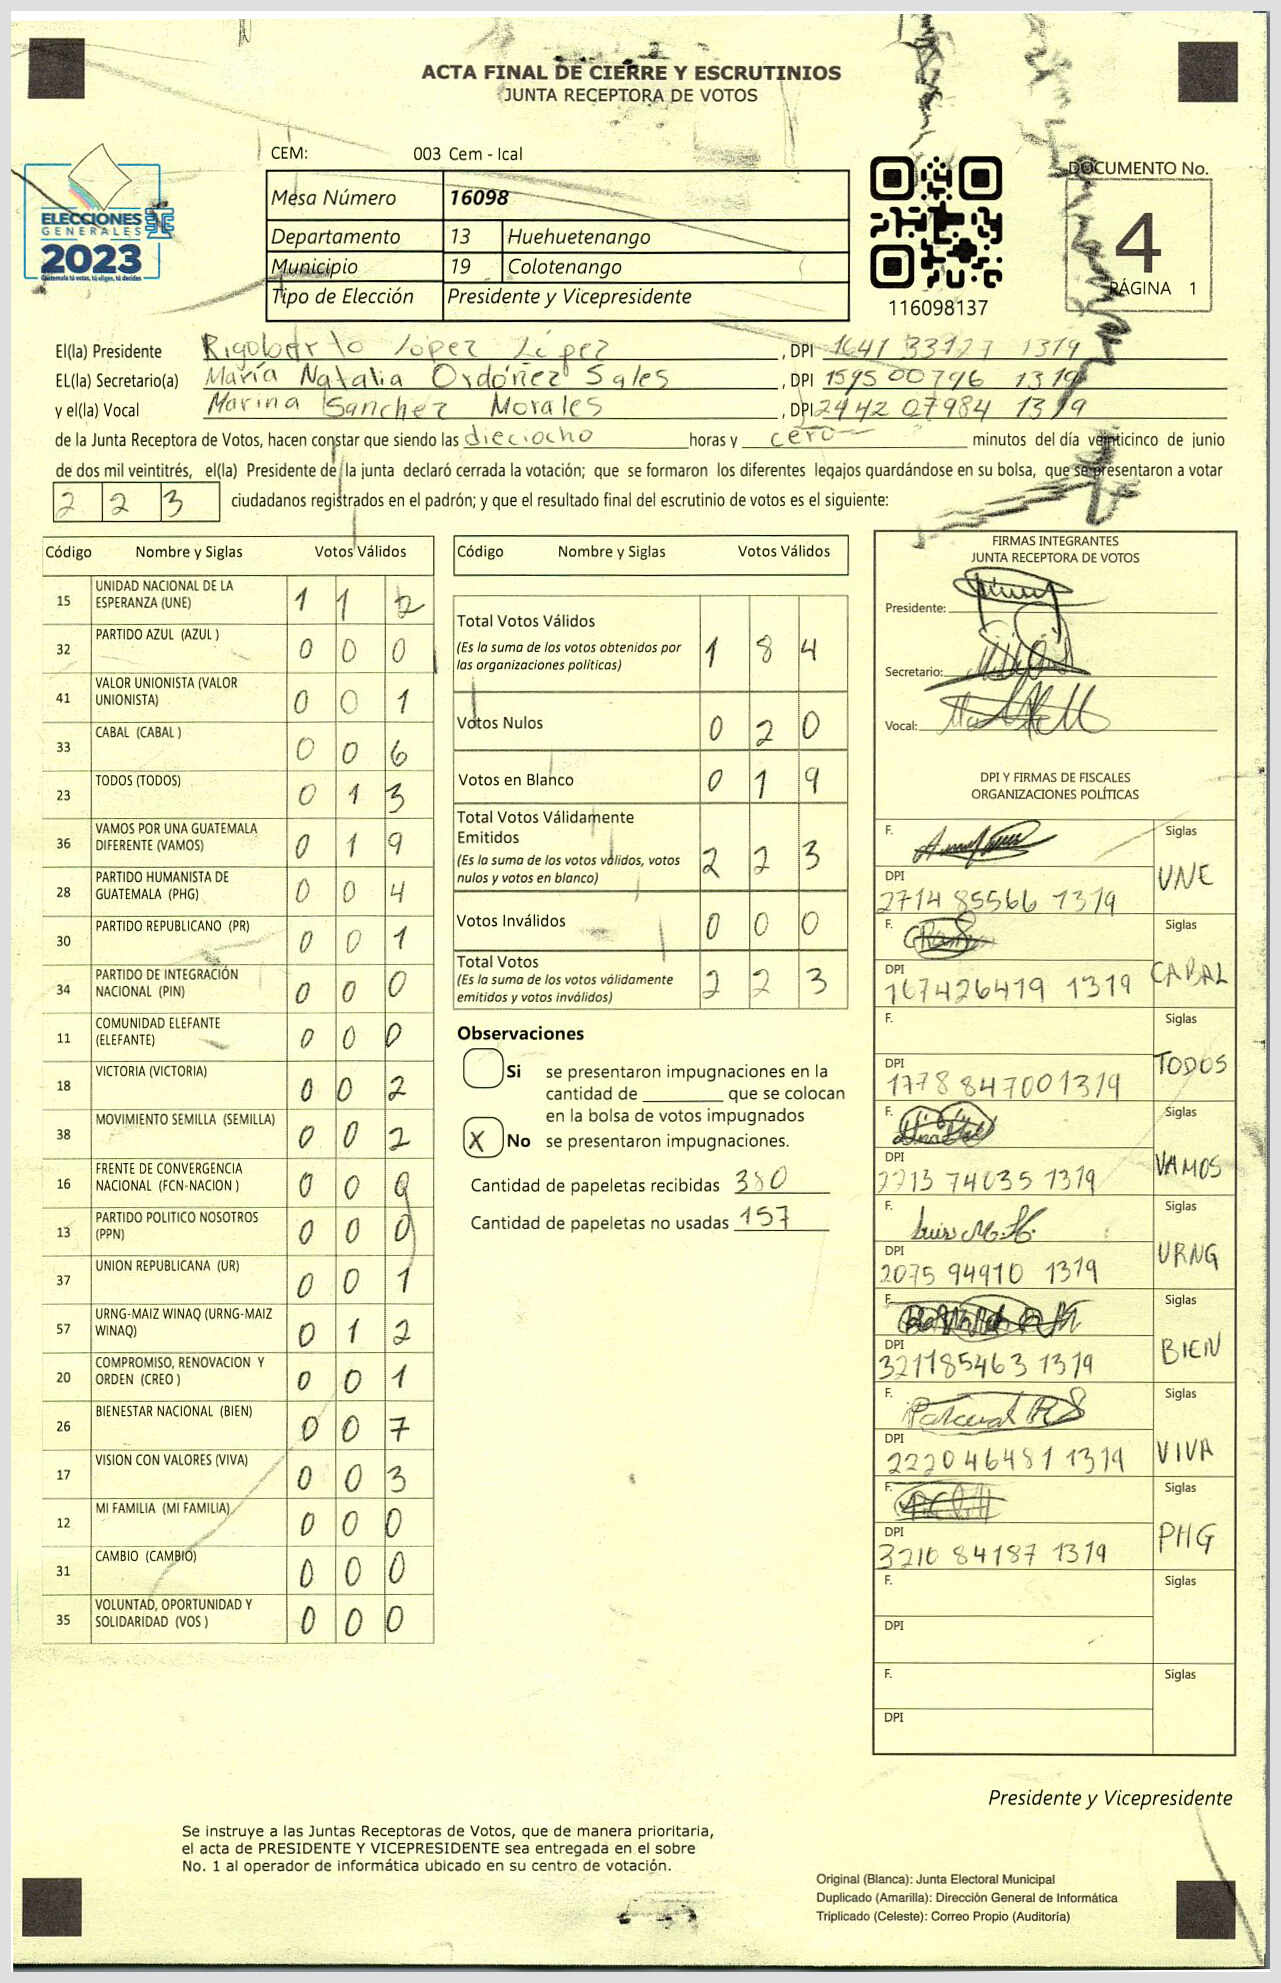 ACTA FINAL DE CIERRE Y ESCRUTINIOS
JUNTA RECEPTORA DE VOTOS
CEM: 003 Cem - Ical
ELECCIONES
GENERALES
2023
Guatemala tú votas, tú eliges, tú decides
Mesa Número 16098
Departamento 13 Huehuetenango
Municipio 19 Colotenango
Tipo de Elección Presidente y Vicepresidente
116098137
DOCUMENTO No.
4
PÁGINA 1
El(la) Presidente Rigoberto López López , DPI 1641 33127 1319
EL(la) Secretario(a) María Natalia Ordóñez Sales , DPI 1595 00796 1319
y el(la) Vocal Marina Sanchez Morales , DPI 2442 07984 1319
de la Junta Receptora de Votos, hacen constar que siendo las dieciocho horas y cero minutos del día veinticinco de junio
de dos mil veintitrés, el(la) Presidente de la junta declaró cerrada la votación; que se formaron los diferentes legajos guardándose en su bolsa, que se presentaron a votar
2 2 3 ciudadanos registrados en el padrón; y que el resultado final del escrutinio de votos es el siguiente:
Código Nombre y Siglas Votos Válidos
15 UNIDAD NACIONAL DE LA ESPERANZA (UNE) 1 1 2
32 PARTIDO AZUL (AZUL ) 0 0 0
41 VALOR UNIONISTA (VALOR UNIONISTA) 0 0 1
33 CABAL (CABAL ) 0 0 6
23 TODOS (TODOS) 0 1 3
36 VAMOS POR UNA GUATEMALA DIFERENTE (VAMOS) 0 1 9
28 PARTIDO HUMANISTA DE GUATEMALA (PHG) 0 0 4
30 PARTIDO REPUBLICANO (PR) 0 0 1
34 PARTIDO DE INTEGRACIÓN NACIONAL (PIN) 0 0 0
11 COMUNIDAD ELEFANTE (ELEFANTE) 0 0 0
18 VICTORIA (VICTORIA) 0 0 2
38 MOVIMIENTO SEMILLA (SEMILLA) 0 0 2
16 FRENTE DE CONVERGENCIA NACIONAL (FCN-NACION ) 0 0 0
13 PARTIDO POLITICO NOSOTROS (PPN) 0 0 0
37 UNION REPUBLICANA (UR) 0 0 1
57 URNG-MAIZ WINAQ (URNG-MAIZ WINAQ) 0 1 2
20 COMPROMISO, RENOVACION Y ORDEN (CREO ) 0 0 1
26 BIENESTAR NACIONAL (BIEN) 0 0 7
17 VISION CON VALORES (VIVA) 0 0 3
12 MI FAMILIA (MI FAMILIA) 0 0 0
31 CAMBIO (CAMBIO) 0 0 0
35 VOLUNTAD, OPORTUNIDAD Y SOLIDARIDAD (VOS ) 0 0 0
Código Nombre y Siglas Votos Válidos
Total Votos Válidos 1 8 4
(Es la suma de los votos obtenidos por
las organizaciones políticas)
Votos Nulos 0 2 0
Votos en Blanco 0 1 9
Total Votos Válidamente
Emitidos 2 2 3
(Es la suma de los votos válidos, votos
nulos y votos en blanco)
Votos Inválidos 0 0 0
Total Votos 2 2 3
(Es la suma de los votos válidamente
emitidos y votos inválidos)
Observaciones
Si se presentaron impugnaciones en la
cantidad de ________ que se colocan
en la bolsa de votos impugnados
X No se presentaron impugnaciones.
Cantidad de papeletas recibidas 380
Cantidad de papeletas no usadas 157
FIRMAS INTEGRANTES
JUNTA RECEPTORA DE VOTOS
Presidente:
Secretario:
Vocal:
DPI Y FIRMAS DE FISCALES
ORGANIZACIONES POLÍTICAS
F. Siglas
DPI UNE
2714 85566 1319
F. Siglas
DPI CABAL
167426419 1319
F. Siglas
DPI TODOS
1778 84700 1319
F. Siglas
DPI VAMOS
2213 74035 1319
F. Luis M. H. Siglas
DPI URNG
2075 94910 1319
F. Siglas
DPI BIEN
321185463 1319
F. Pascual R S Siglas
DPI VIVA
222046481 1319
F. Siglas
DPI PHG
3210 84187 1319
F. Siglas
DPI
F. Siglas
DPI
Presidente y Vicepresidente
Se instruye a las Juntas Receptoras de Votos, que de manera prioritaria,
el acta de PRESIDENTE Y VICEPRESIDENTE sea entregada en el sobre
No. 1 al operador de informática ubicado en su centro de votación.
Original (Blanca): Junta Electoral Municipal
Duplicado (Amarilla): Dirección General de Informática
Triplicado (Celeste): Correo Propio (Auditoría)